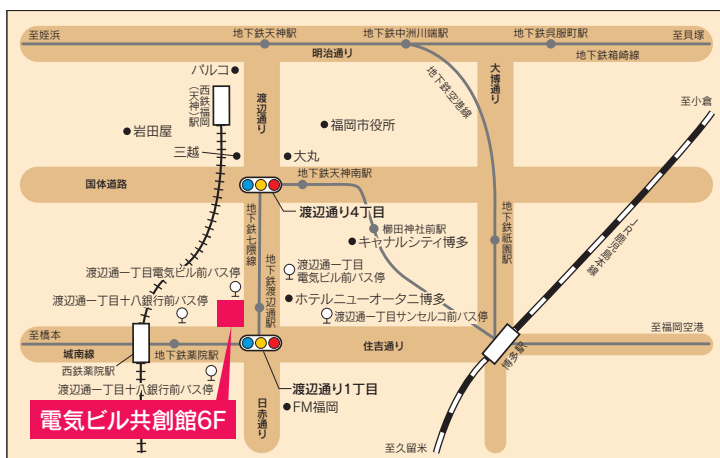 至姪浜
地下鉄天神駅
地下鉄中洲川端駅
地下鉄呉服町駅
至貝塚
明治通り
地下鉄箱崎線
パルコ
西鉄福岡
(天神)駅
渡辺通り
地下鉄空港線
大博通り
至小倉
岩田屋
福岡市役所
三越
大丸
地下鉄天神南駅
国体道路
渡辺通り4丁目
櫛田神社前駅
キャナルシティ博多
地下鉄祇園駅
JR鹿児島本線
地下鉄七隈線
渡辺通一丁目
電気ビル前バス停
渡辺通一丁目電気ビル前バス停
渡辺通一丁目十八銀行前バス停
地下鉄渡辺通駅
ホテルニューオータニ博多
渡辺通一丁目サンセルコ前バス停
至橋本
至福岡空港
城南線
地下鉄薬院駅
住吉通り
博多駅
西鉄薬院駅
渡辺通一丁目十八銀行前バス停
渡辺通り1丁目
電気ビル共創館6F
日赤通り
FM福岡
至久留米